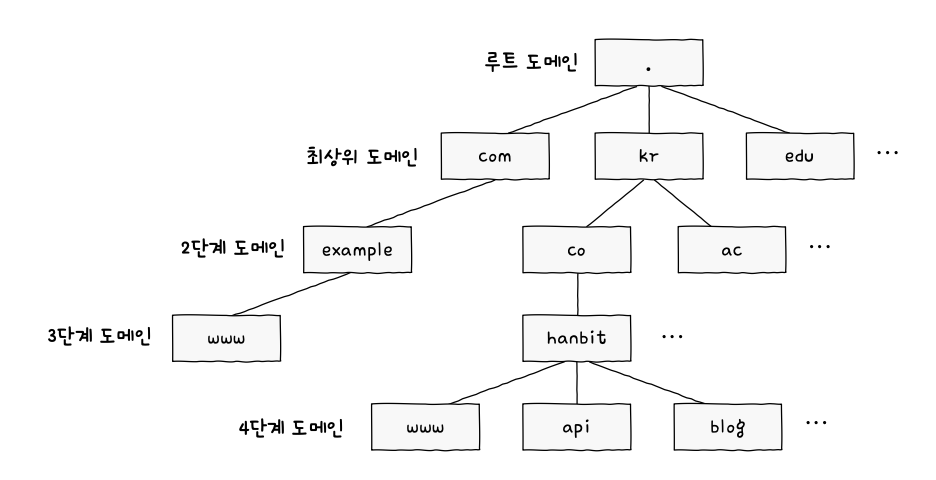 루트 도메인 .
최상위 도메인 com kr edu ...
2단계 도메인 example co ac ...
3단계 도메인 www hanbit ...
4단계 도메인 www api blog ...